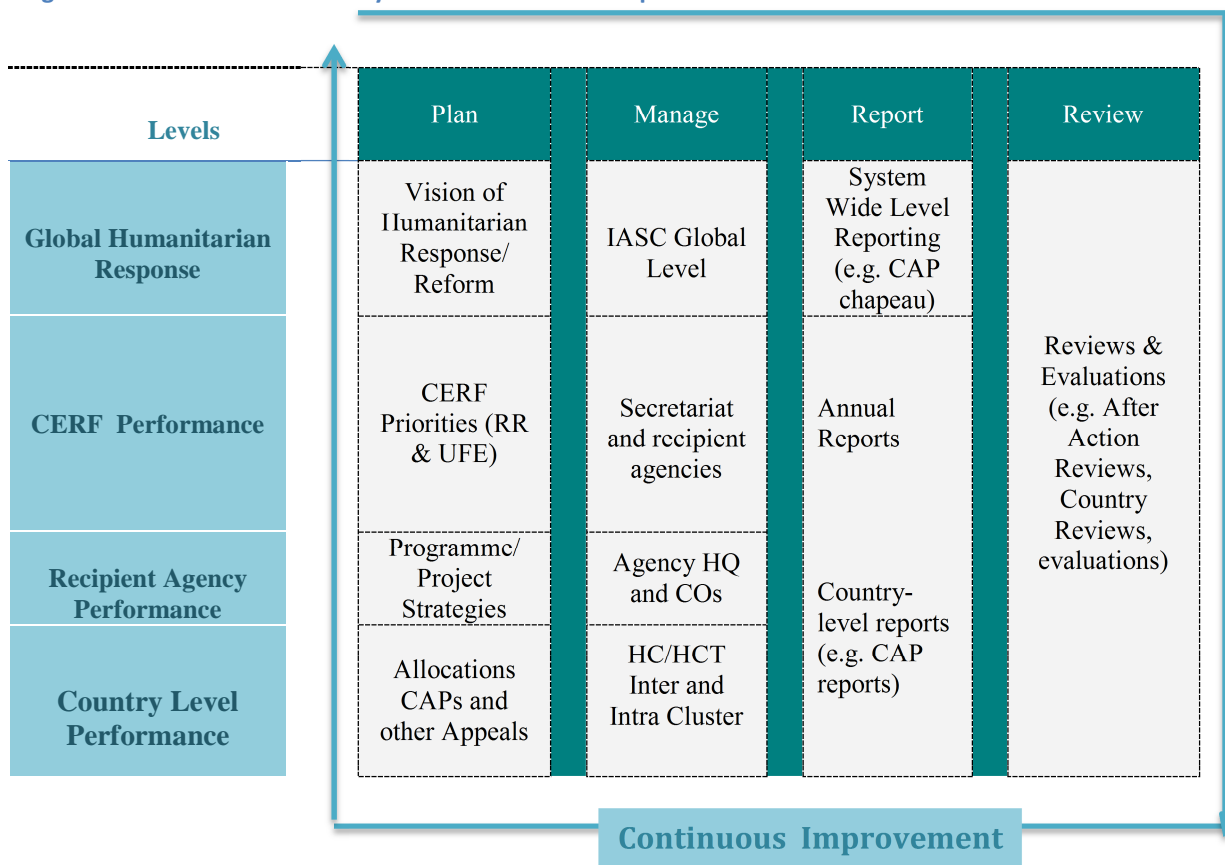 Levels
Plan
Manage
Report
Review
Global Humanitarian
Response
Vision of
Humanitarian
Response/
Reform
IASC Global
Level
System
Wide Level
Reporting
(e.g. CAP
chapeau)
Reviews &
Evaluations
(e.g. After
Action
Reviews,
Country
Reviews,
evaluations)
CERF Performance
CERF
Priorities (RR
& UFE)
Secretariat
and recipient
agencies
Annual
Reports
Recipient Agency
Performance
Programme/
Project
Strategies
Agency HQ
and COs
Country-
level reports
(e.g. CAP
reports)
Country Level
Performance
Allocations
CAPs and
other Appeals
HC/HCT
Inter and
Intra Cluster
Continuous Improvement